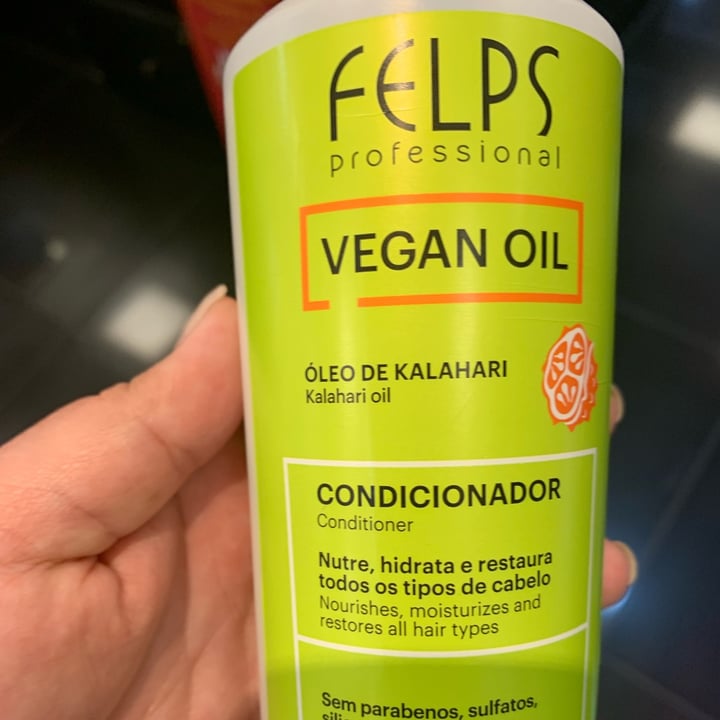 FELPS
professional
VEGAN OIL
ÓLEO DE KALAHARI
Kalahari oil
CONDICIONADOR
Conditioner
Nutre, hidrata e restaura
todos os tipos de cabelo
Nourishes, moisturizes and
restores all hair types
Sem parabenos, sulfatos,